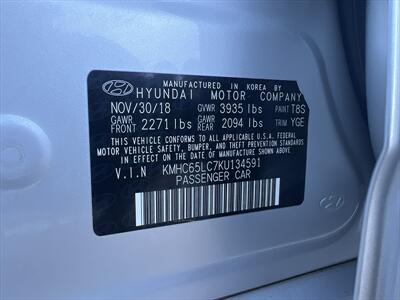 MANUFACTURED IN KOREA BY
HYUNDAI MOTOR COMPANY
NOV/30/18 GVWR 3935 lbs PAINT T8S
GAWR FRONT 2271 lbs GAWR REAR 2094 lbs TRIM YGE
THIS VEHICLE CONFORMS TO ALL APPLICABLE U.S.A. FEDERAL
MOTOR VEHICLE SAFETY, BUMPER, AND THEFT PREVENTION
STANDARDS IN EFFECT ON THE DATE OF MANUFACTURE SHOWN ABOVE.
V.I.N KMHC65LC7KU134591
PASSENGER CAR